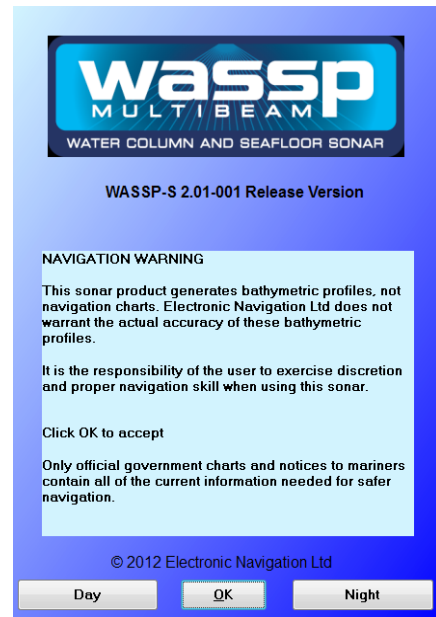 wassp
MULTIBEAM
WATER COLUMN AND SEAFLOOR SONAR
WASSP-S 2.01-001 Release Version
NAVIGATION WARNING
This sonar product generates bathymetric profiles, not
navigation charts. Electronic Navigation Ltd does not
warrant the actual accuracy of these bathymetric
profiles.
It is the responsibility of the user to exercise discretion
and proper navigation skill when using this sonar.
Click OK to accept
Only official government charts and notices to mariners
contain all of the current information needed for safer
navigation.
© 2012 Electronic Navigation Ltd
Day
OK
Night